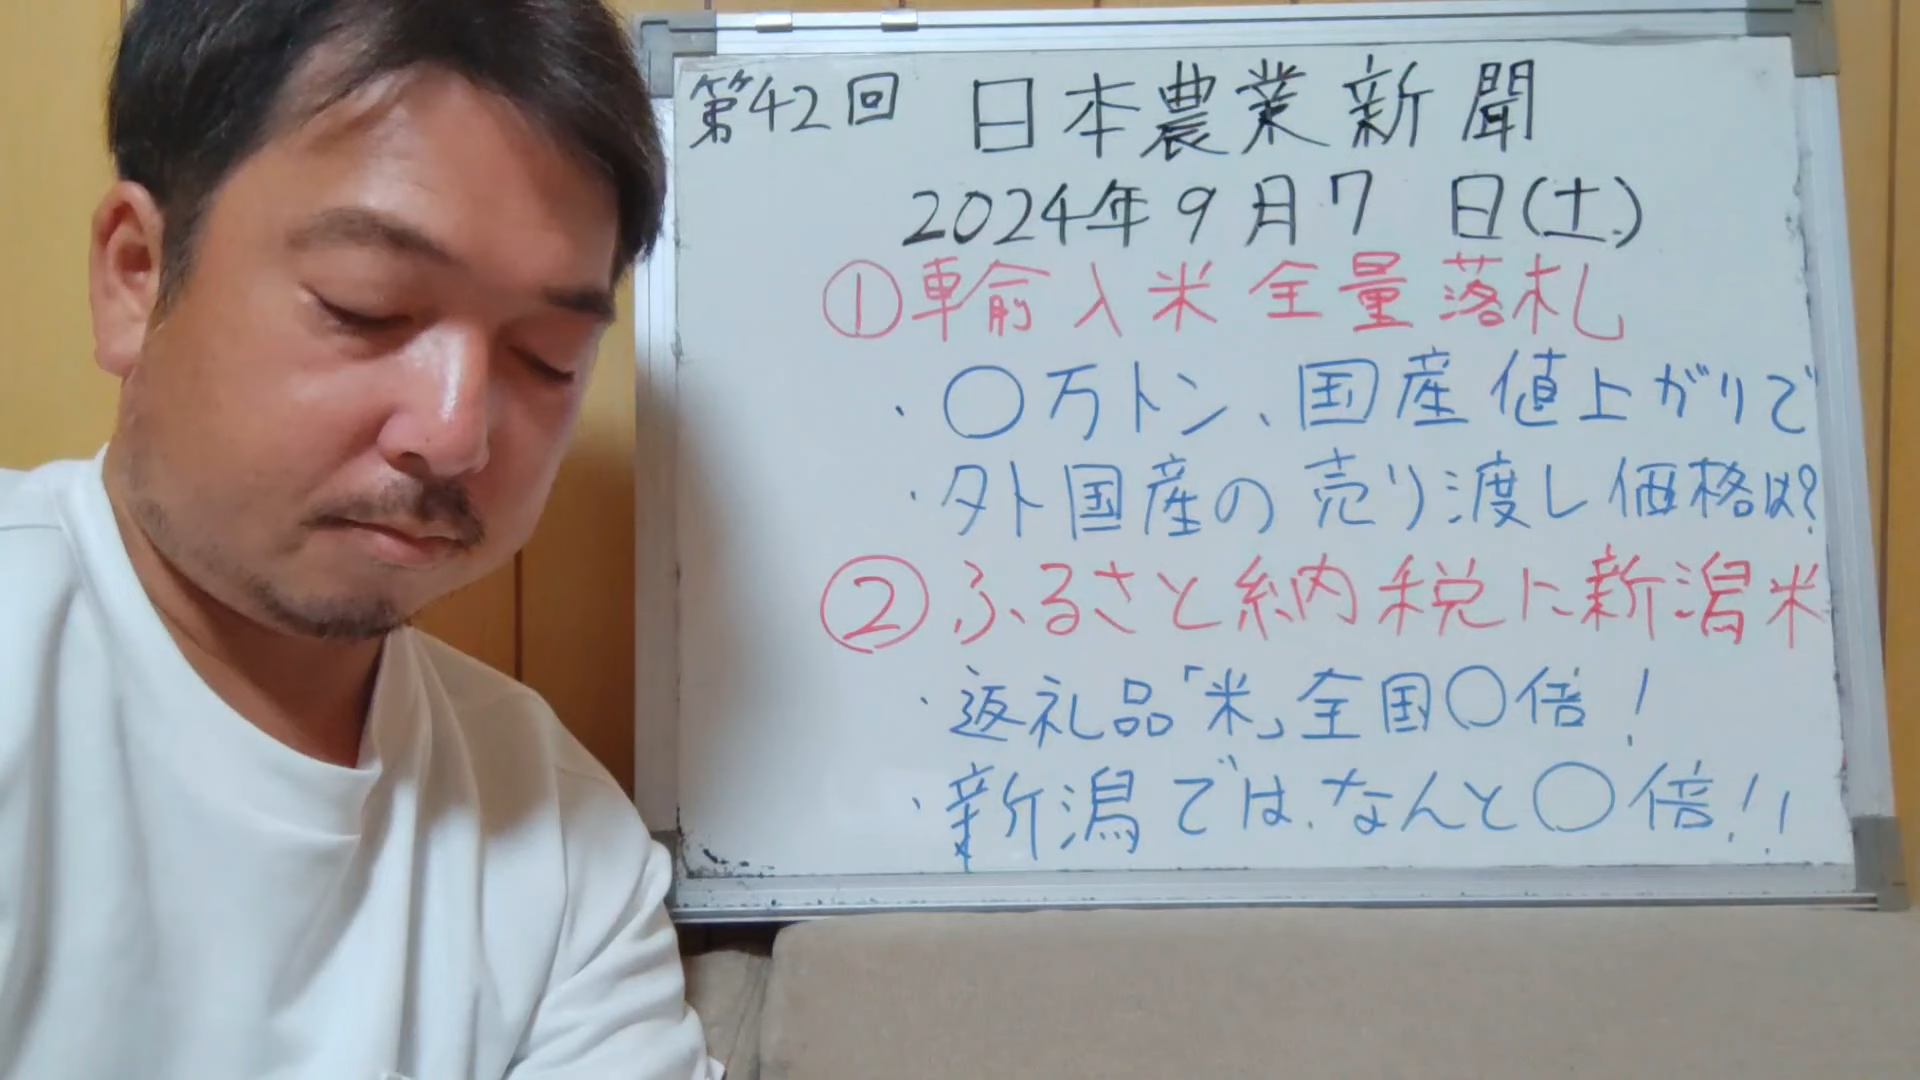 第42回 日本農業新聞
2024年9月7日(土)
①輸入米全量落札
・〇万トン、国産値上がりで
・外国産の売り渡し価格は?
②ふるさと納税に新潟米
・返礼品「米」全国〇倍!
・新潟では、なんと〇倍!!